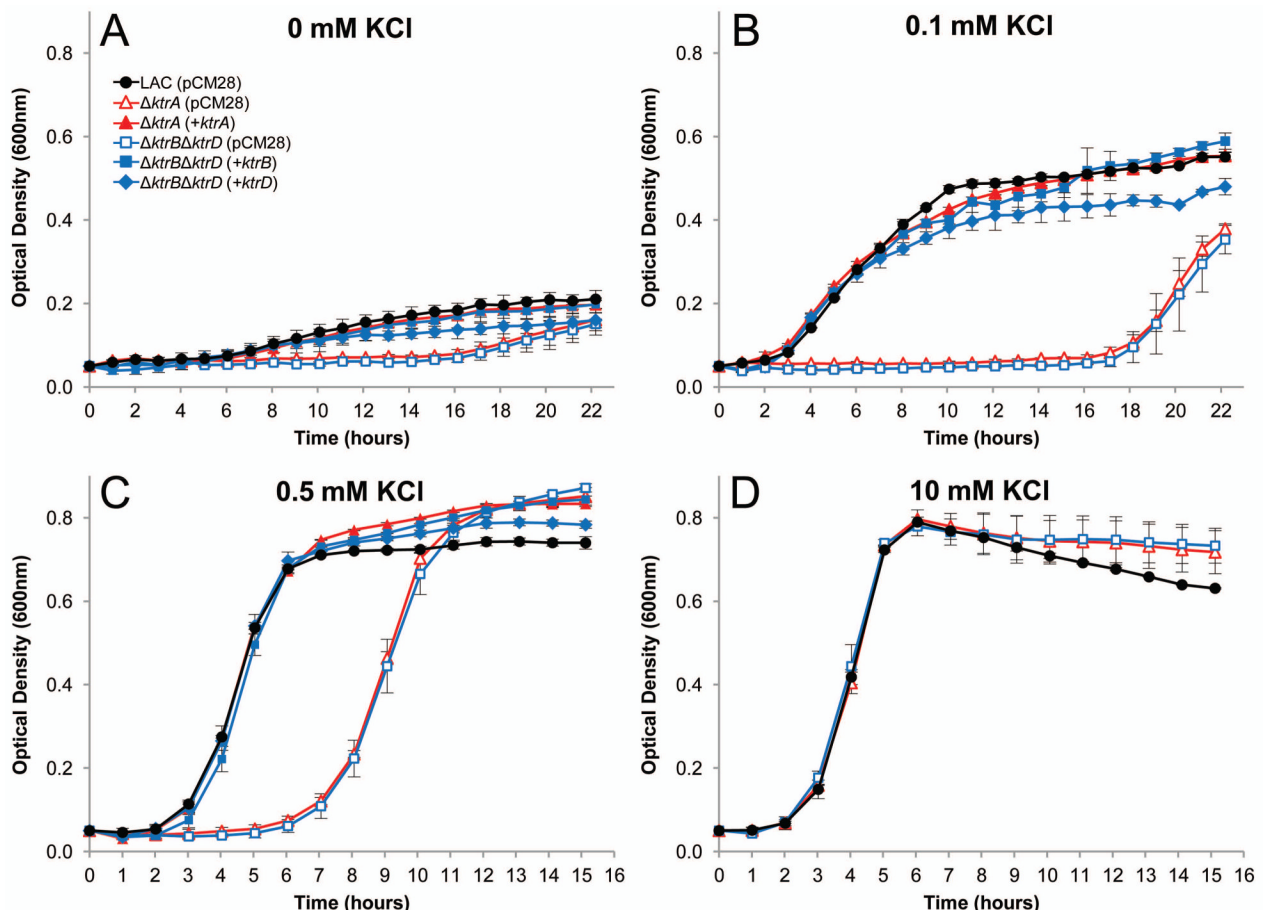 A
0 mM KCl
Optical Density (600nm)
0.8
0.6
0.4
0.2
0.0
LAC (pCM28)
ΔktrA (pCM28)
ΔktrA (+ktrA)
ΔktrBΔktrD (pCM28)
ΔktrBΔktrD (+ktrB)
ΔktrBΔktrD (+ktrD)
0 2 4 6 8 10 12 14 16 18 20 22
Time (hours)
B
0.1 mM KCl
Optical Density (600nm)
0.8
0.6
0.4
0.2
0.0
0 2 4 6 8 10 12 14 16 18 20 22
Time (hours)
C
0.5 mM KCl
Optical Density (600nm)
0.8
0.6
0.4
0.2
0.0
0 1 2 3 4 5 6 7 8 9 10 11 12 13 14 15 16
Time (hours)
D
10 mM KCl
Optical Density (600nm)
0.8
0.6
0.4
0.2
0.0
0 1 2 3 4 5 6 7 8 9 10 11 12 13 14 15 16
Time (hours)